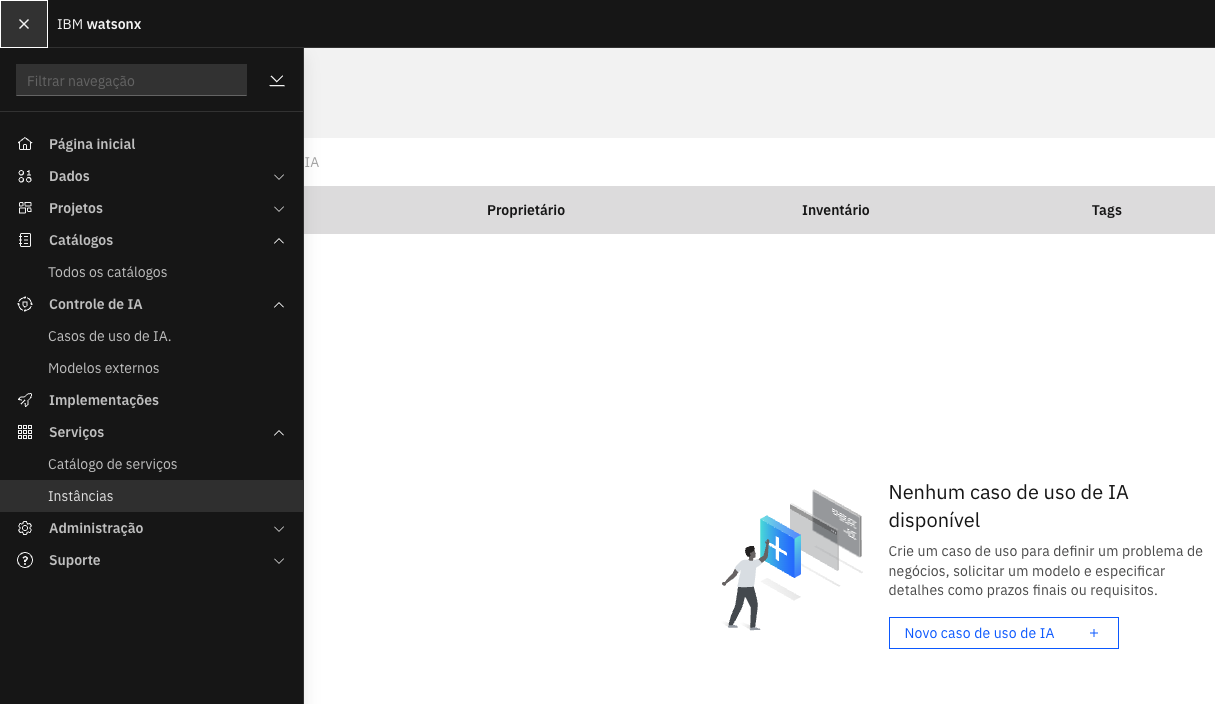 IBM watsonx
Filtrar navegação
Página inicial
Dados
Projetos
Catálogos
Todos os catálogos
Controle de IA
Casos de uso de IA.
Modelos externos
Implementações
Serviços
Catálogo de serviços
Instâncias
Administração
Suporte
IA
Proprietário Inventário Tags
Nenhum caso de uso de IA
disponível
Crie um caso de uso para definir um problema de
negócios, solicitar um modelo e especificar
detalhes como prazos finais ou requisitos.
Novo caso de uso de IA +